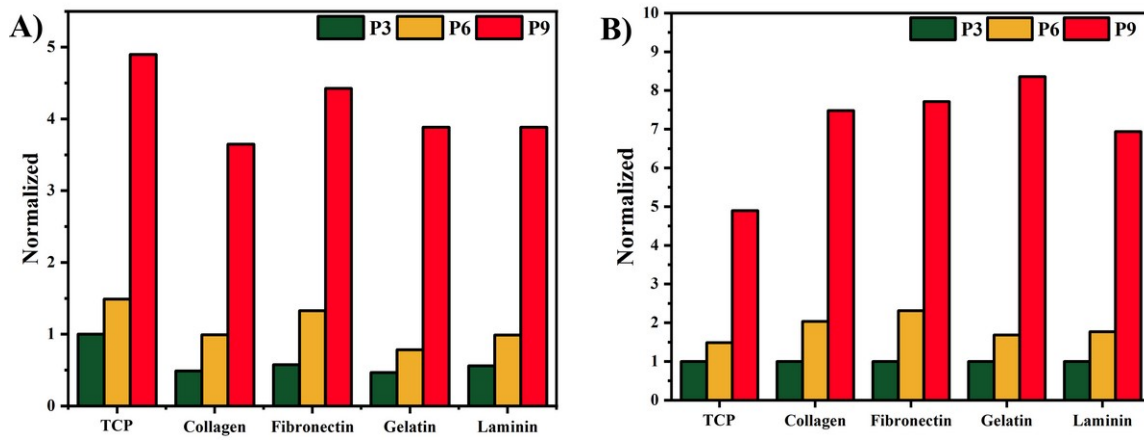 A)
P3 P6 P9
Normalized
5
4
3
2
1
0
TCP Collagen Fibronectin Gelatin Laminin
B)
P3 P6 P9
Normalized
10
9
8
7
6
5
4
3
2
1
0
TCP Collagen Fibronectin Gelatin Laminin